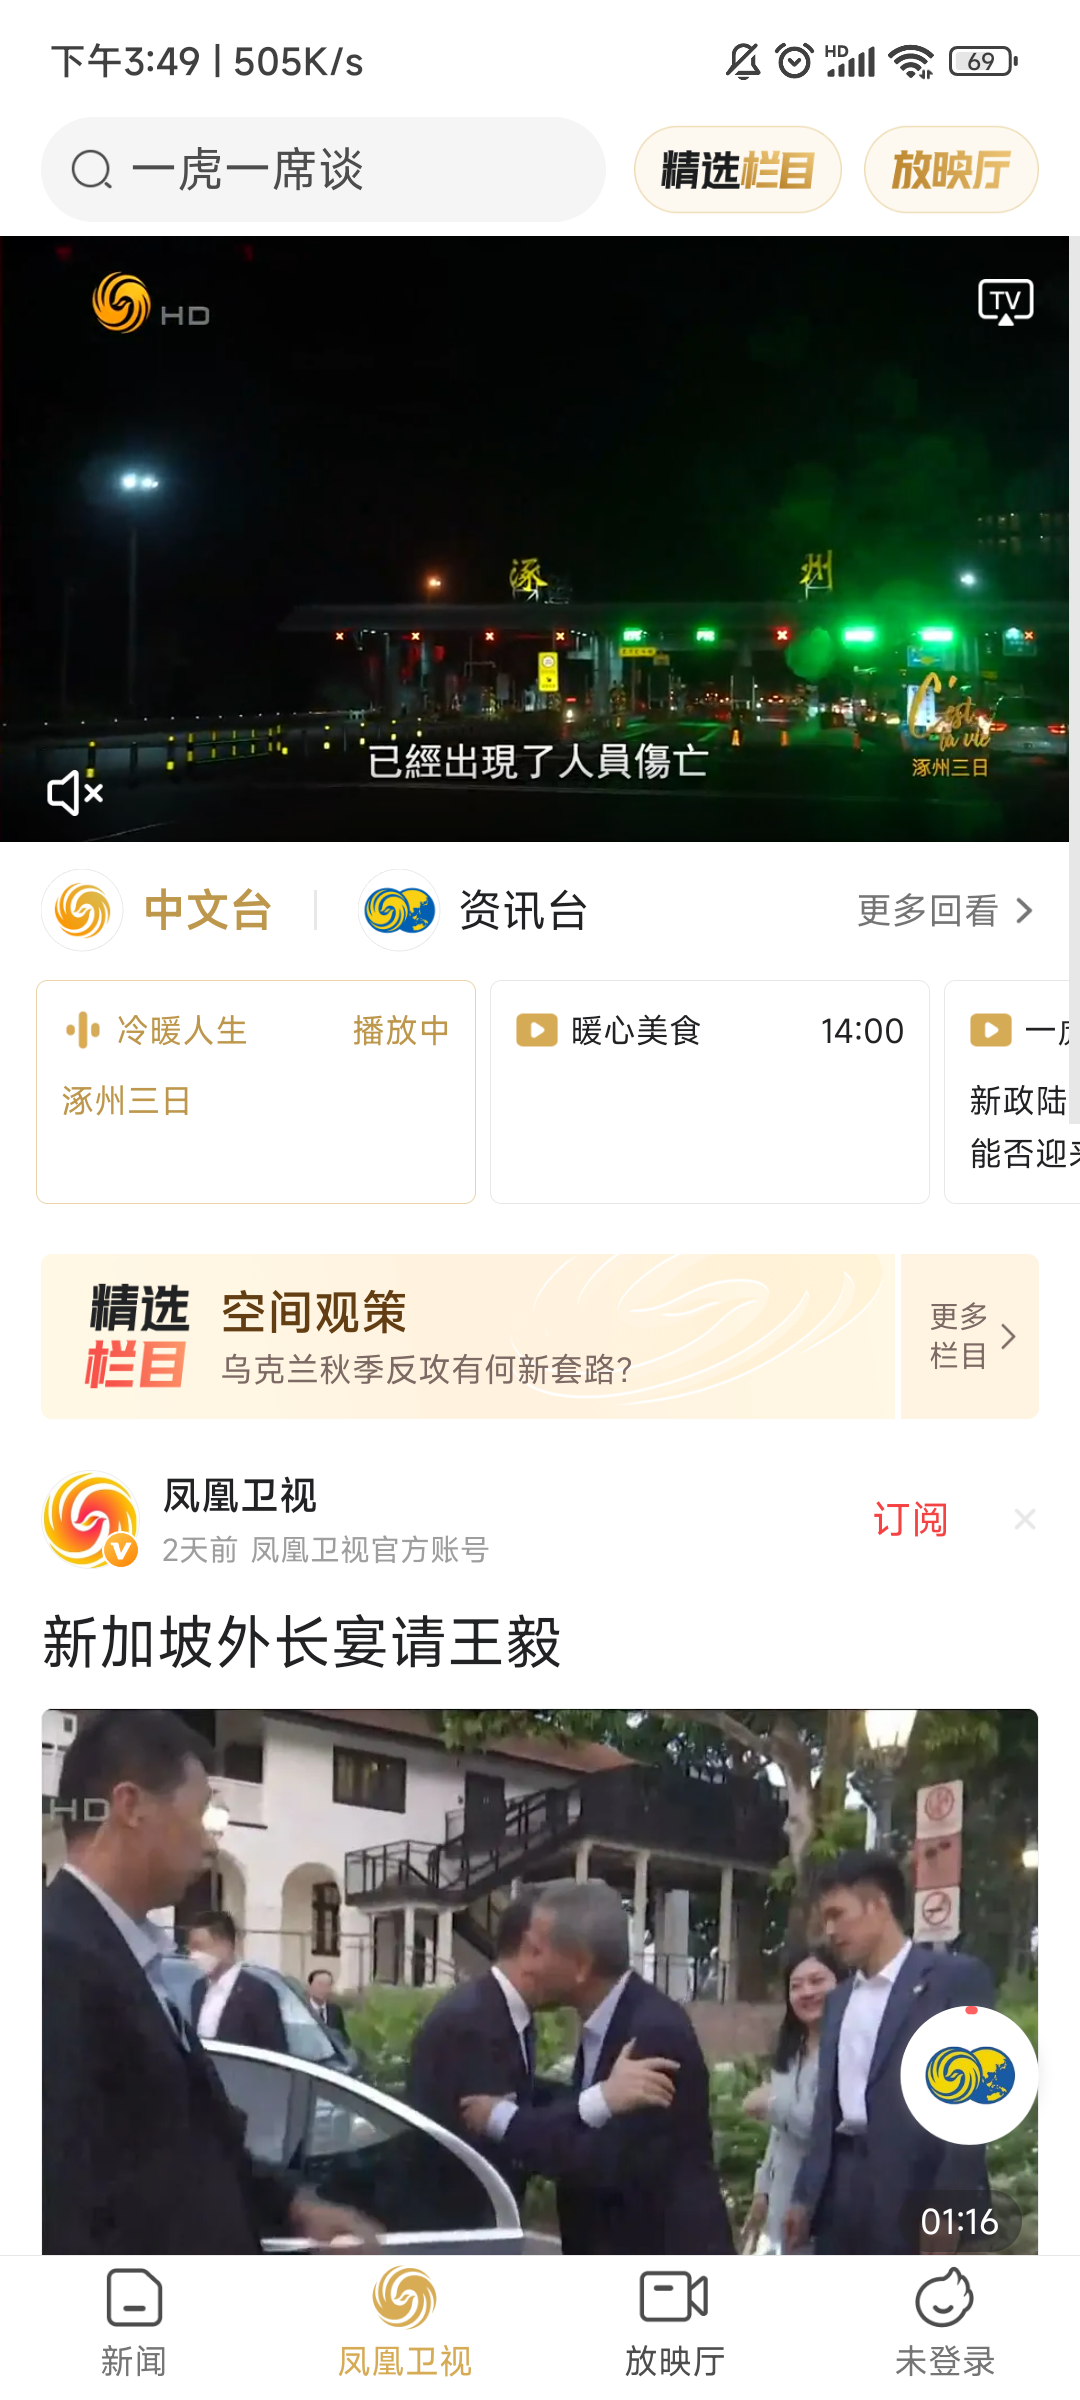 下午3:49 | 505K/s
HD
69
一虎一席谈
精选栏目
放映厅
HD
TV
涿州
已經出現了人員傷亡
C'est la vie
涿州三日
中文台
资讯台
更多回看
冷暖人生 播放中
涿州三日
暖心美食 14:00
一虎
新政陆
能否迎来
精选
栏目
空间观策
乌克兰秋季反攻有何新套路?
更多
栏目
凤凰卫视
2天前 凤凰卫视官方账号
订阅
新加坡外长宴请王毅
HD
01:16
新闻
凤凰卫视
放映厅
未登录